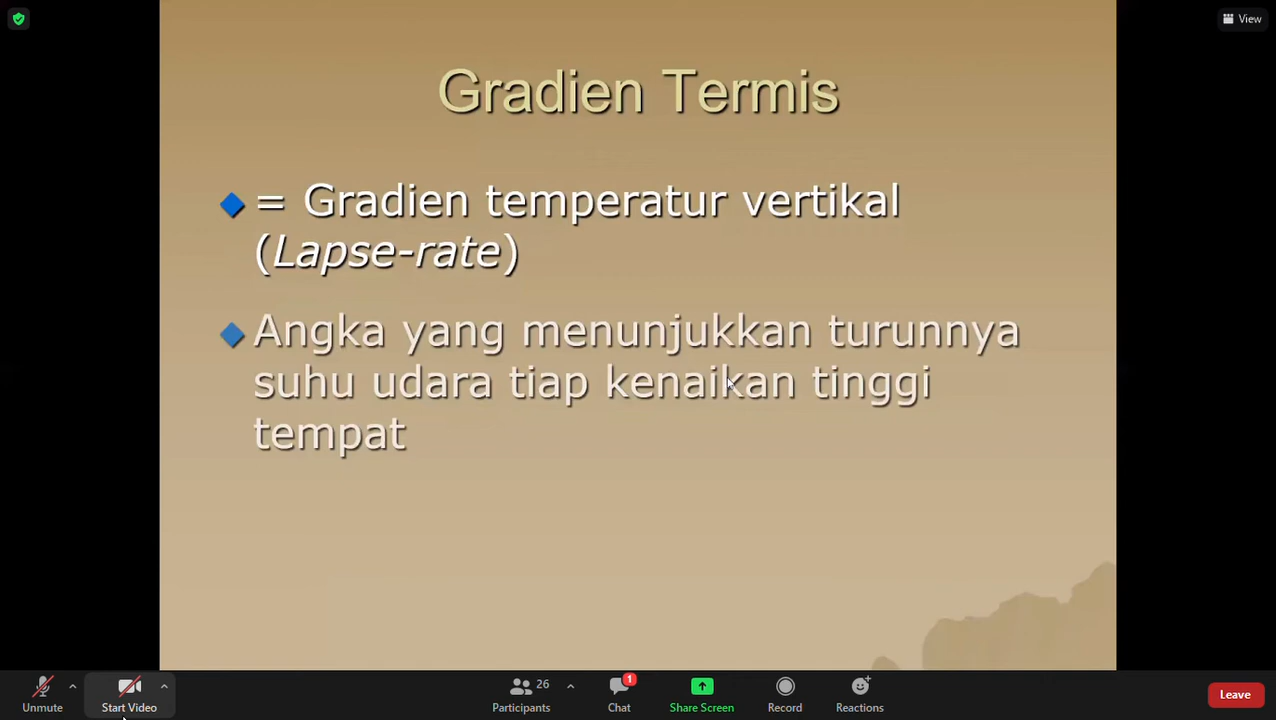 View
Gradien Termis
= Gradien temperatur vertikal
(Lapse-rate)
Angka yang menunjukkan turunnya
suhu udara tiap kenaikan tinggi
tempat
Unmute
Start Video
26
Participants
1
Chat
Share Screen
Record
Reactions
Leave